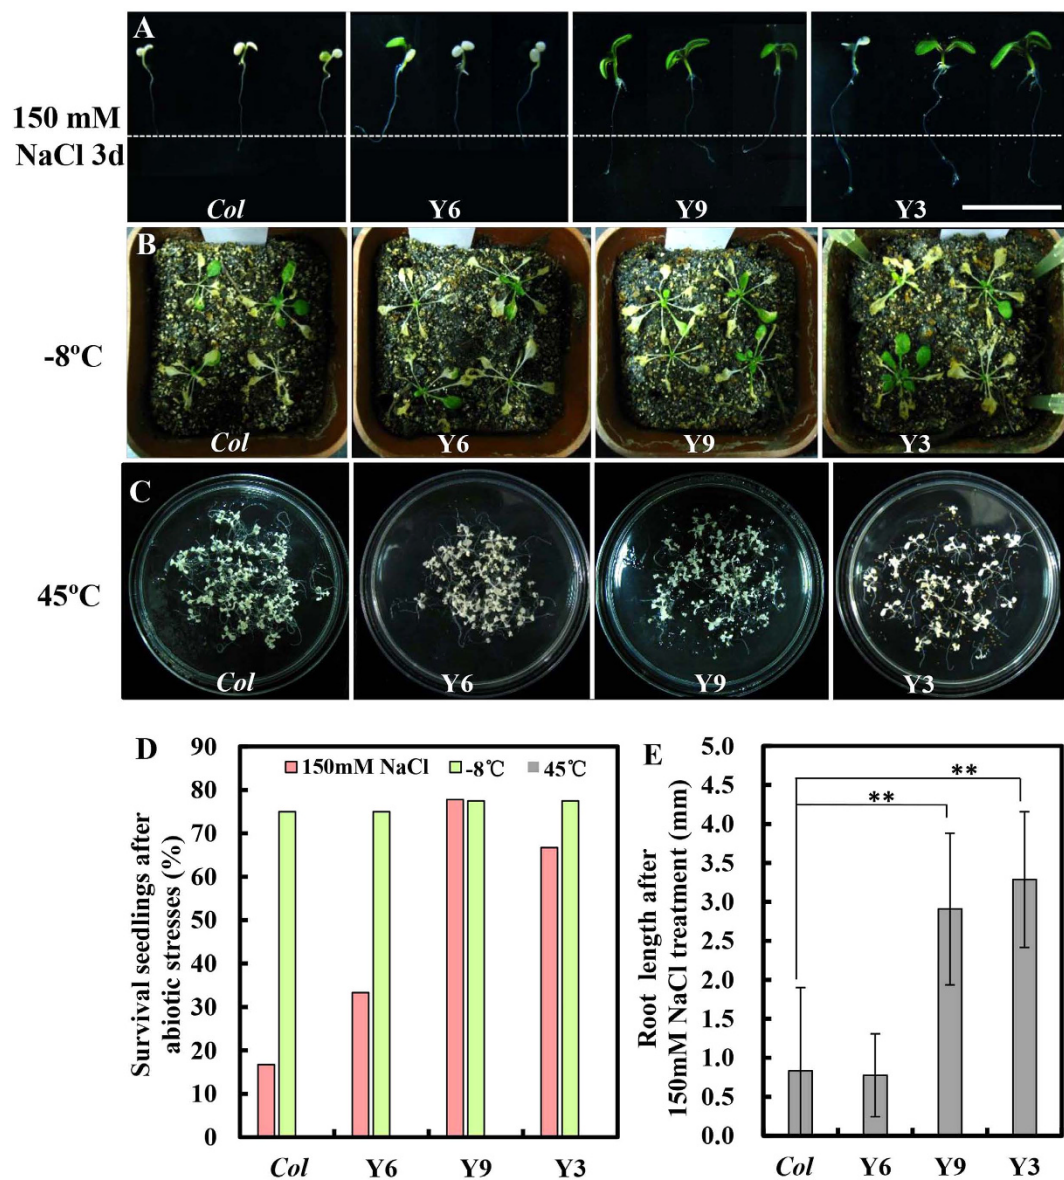 A
150 mM
NaCl 3d
Col Y6 Y9 Y3
B
-8ºC
Col Y6 Y9 Y3
C
45ºC
Col Y6 Y9 Y3
D
Survival seedlings after
abiotic stresses (%)
90
80
70
60
50
40
30
20
10
0
150mM NaCl -8℃ 45℃
Col Y6 Y9 Y3
E
Root length after
150mM NaCl treatment (mm)
5.0
4.5
4.0
3.5
3.0
2.5
2.0
1.5
1.0
0.5
0.0
**
**
Col Y6 Y9 Y3